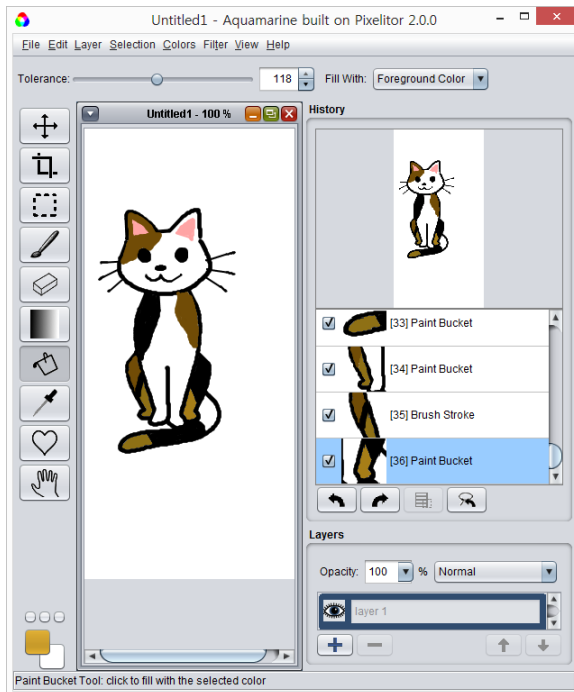 Untitled1 - Aquamarine built on Pixelitor 2.0.0
File Edit Layer Selection Colors Filter View Help
Tolerance: 118 Fill With: Foreground Color
Untitled1 - 100 %
History
[33] Paint Bucket
[34] Paint Bucket
[35] Brush Stroke
[36] Paint Bucket
Layers
Opacity: 100 % Normal
layer 1
Paint Bucket Tool: click to fill with the selected color